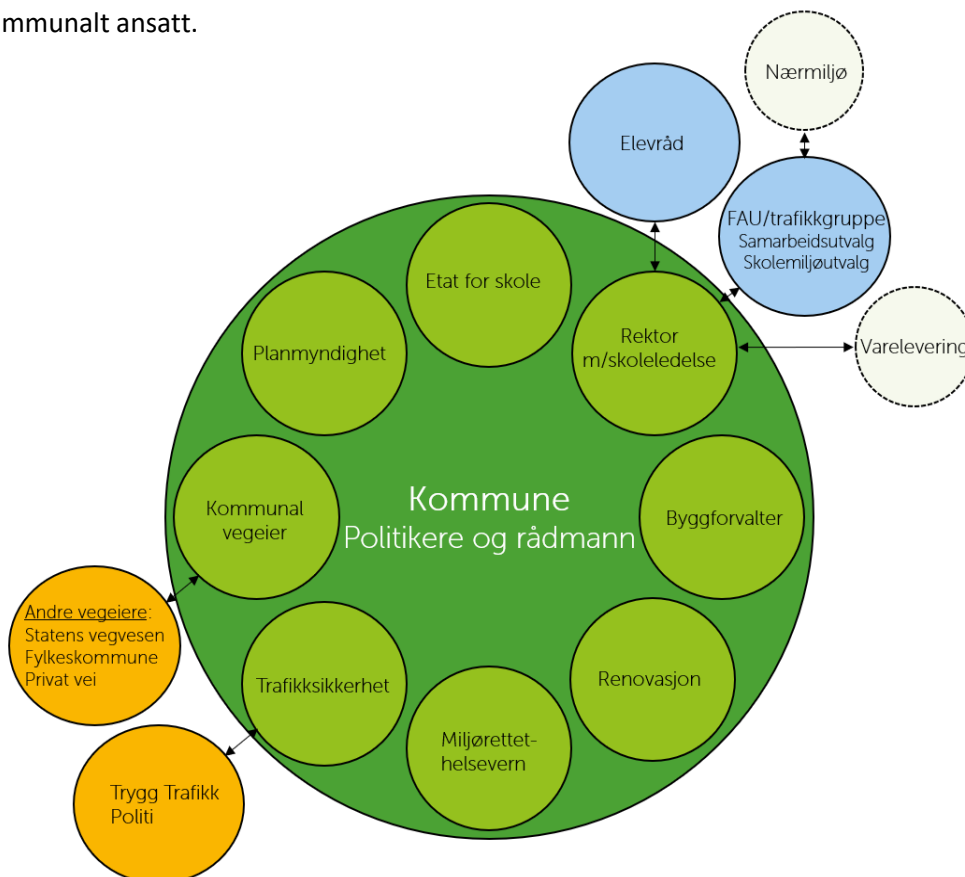 mmunalt ansatt.
Nærmiljø
Elevråd
FAU/trafikkgruppe
Samarbeidsutvalg
Skolemiljøutvalg
Etat for skole
Rektor
m/skoleledelse
Varelevering
Planmyndighet
Kommunal
vegeier
Kommune
Politikere og rådmann
Byggforvalter
Andre vegeiere:
Statens vegvesen
Fylkeskommune
Privat vei
Trafikksikkerhet
Renovasjon
Miljørettet-
helsevern
Trygg Trafikk
Politi